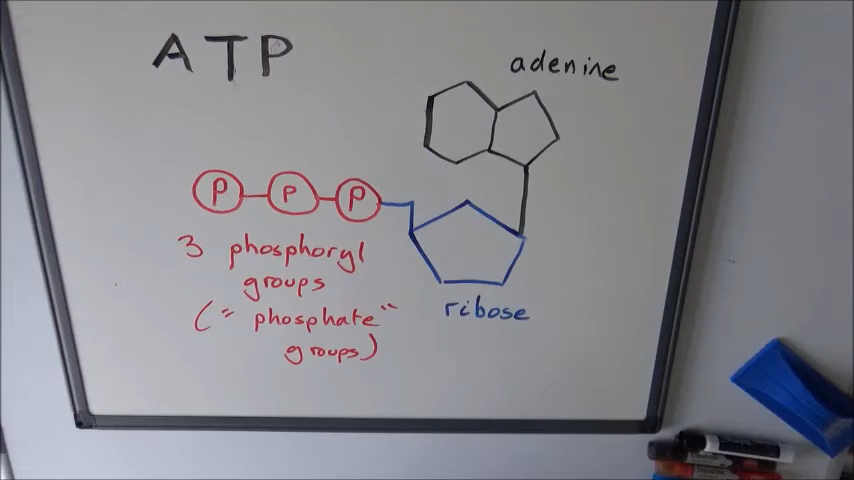 ATP
adenine
P P P
3 phosphoryl
groups
("phosphate"
groups)
ribose